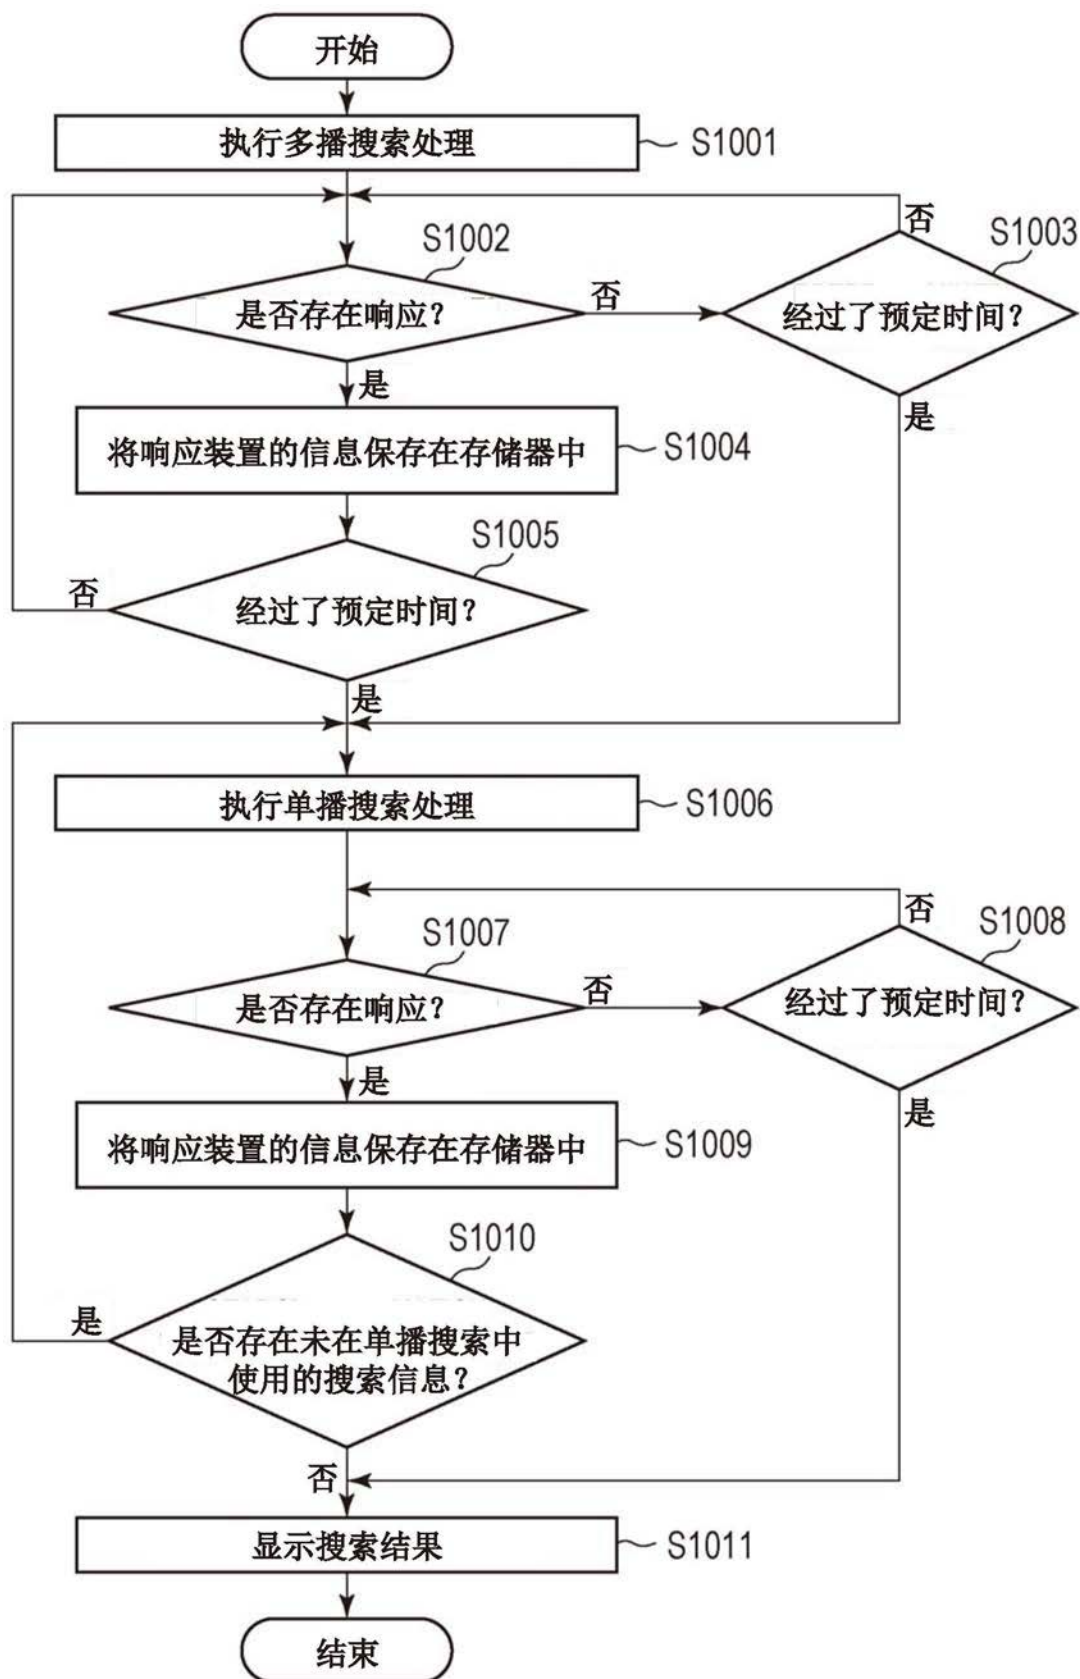 开始
执行多播搜索处理
S1001
否
S1002
S1003
是否存在响应？
否
经过了预定时间？
是
是
将响应装置的信息保存在存储器中
S1004
S1005
否
经过了预定时间？
是
执行单播搜索处理
S1006
否
S1007
S1008
是否存在响应？
否
经过了预定时间？
是
是
将响应装置的信息保存在存储器中
S1009
S1010
是
是否存在未在单播搜索中
使用的搜索信息？
否
显示搜索结果
S1011
结束